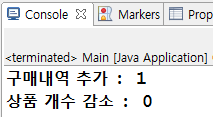 Console Markers Prop
<terminated> Main [Java Application]
구매내역 추가 : 1
상품 개수 감소 : 0